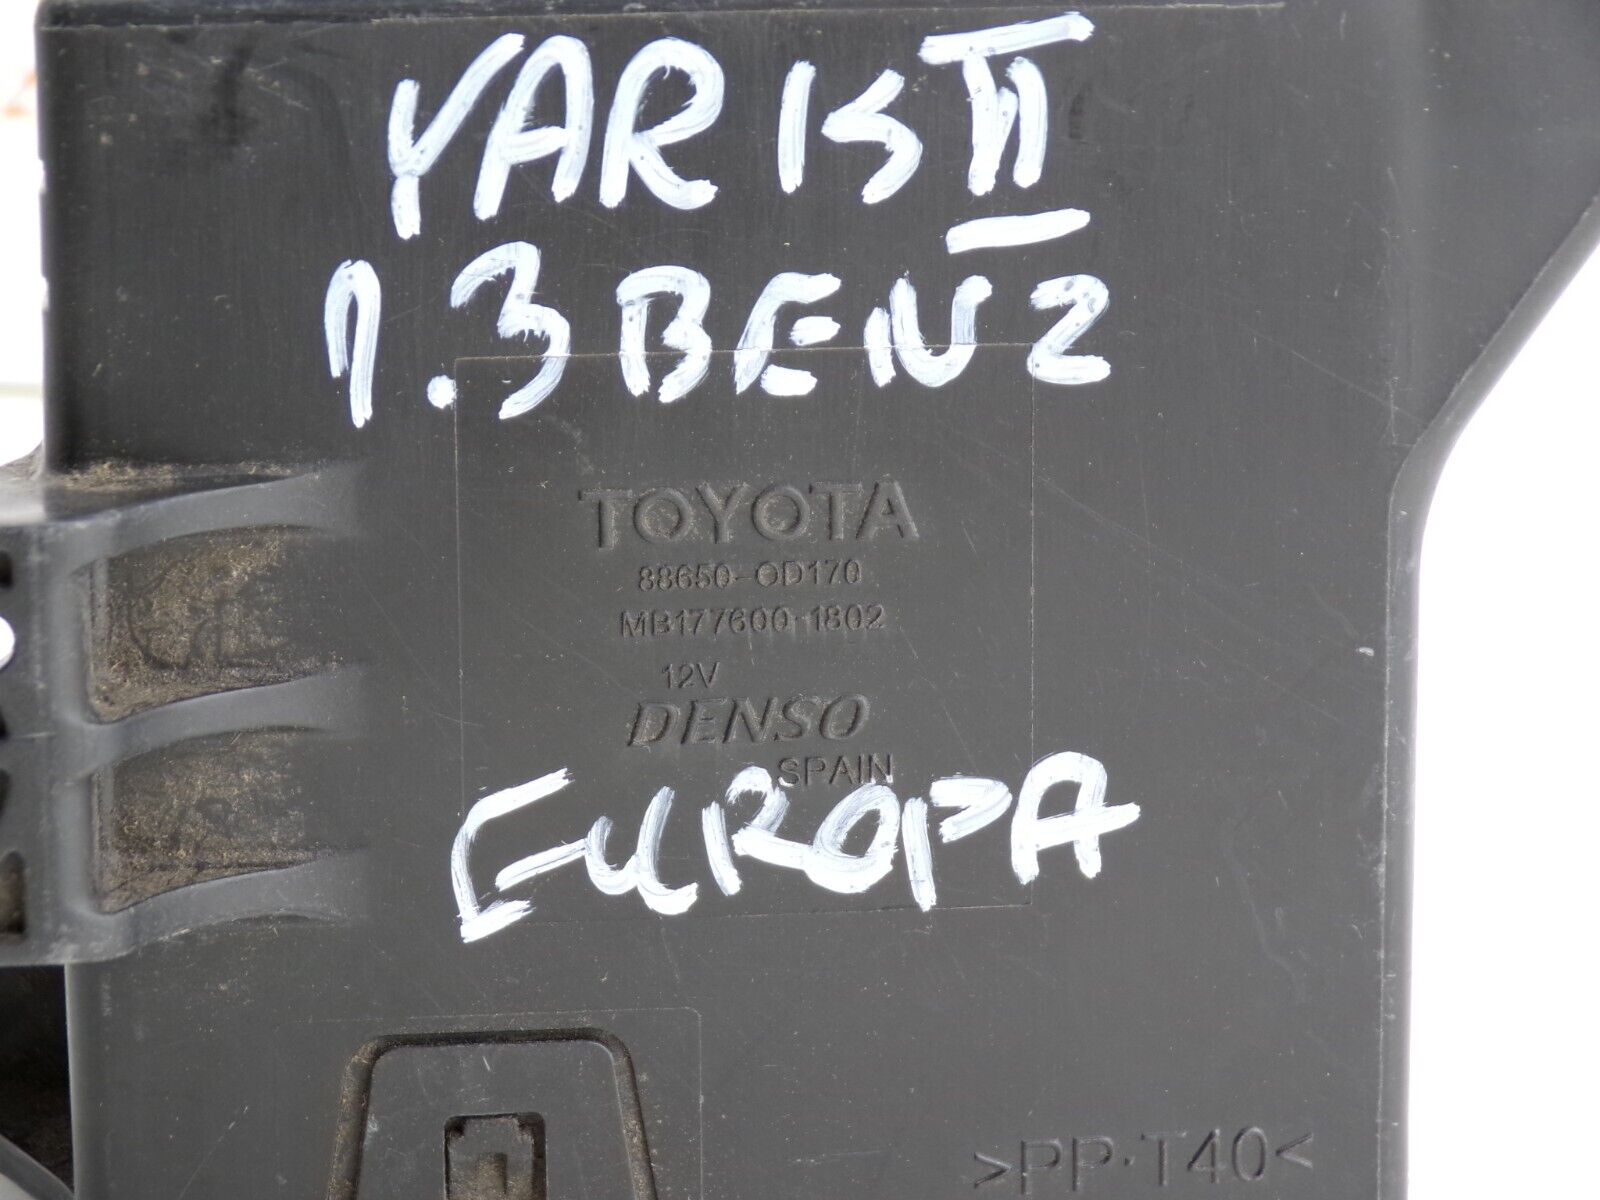 YARIS II
1.3 BENZ
TOYOTA
88650-0D170
MB177600-1802
12V
DENSO
SPAIN
EUROPA
>PP-T40<